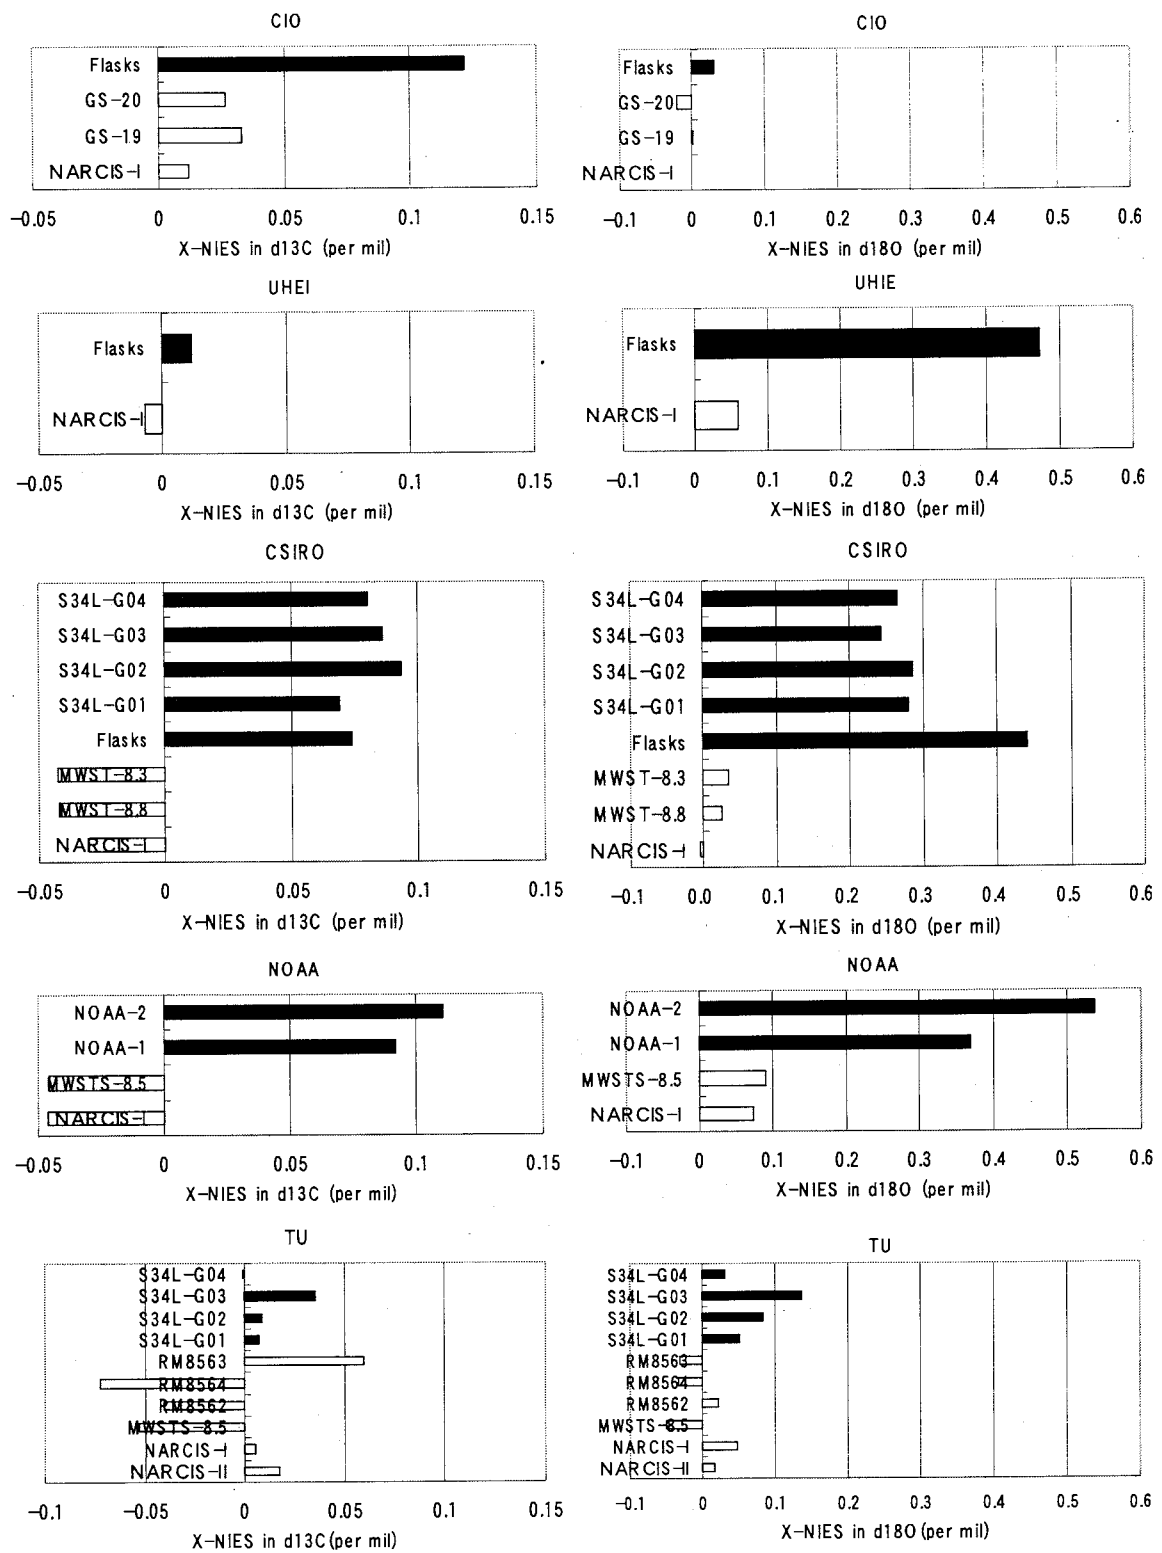 CIO
Flasks
GS-20
GS-19
NARCIS-I
-0.05 0 0.05 0.1 0.15
X-NIES in d13C (per mil)
CIO
Flasks
GS-20
GS-19
NARCIS-I
-0.1 0 0.1 0.2 0.3 0.4 0.5 0.6
X-NIES in d18O (per mil)
UHEI
Flasks
NARCIS-I
-0.05 0 0.05 0.1 0.15
X-NIES in d13C (per mil)
UHIE
Flasks
NARCIS-I
-0.1 0 0.1 0.2 0.3 0.4 0.5 0.6
X-NIES in d18O (per mil)
CSIRO
S34L-G04
S34L-G03
S34L-G02
S34L-G01
Flasks
MWST-8.3
MWST-8.8
NARCIS-I
-0.05 0 0.05 0.1 0.15
X-NIES in d13C (per mil)
CSIRO
S34L-G04
S34L-G03
S34L-G02
S34L-G01
Flasks
MWST-8.3
MWST-8.8
NARCIS-I
-0.1 0.0 0.1 0.2 0.3 0.4 0.5 0.6
X-NIES in d18O (per mil)
NOAA
NOAA-2
NOAA-1
MWSTS-8.5
NARCIS-I
-0.05 0 0.05 0.1 0.15
X-NIES in d13C (per mil)
NOAA
NOAA-2
NOAA-1
MWSTS-8.5
NARCIS-I
-0.1 0 0.1 0.2 0.3 0.4 0.5 0.6
X-NIES in d18O (per mil)
TU
S34L-G04
S34L-G03
S34L-G02
S34L-G01
RM8563
RM8564
RM8562
MWSTS-8.5
NARCIS-I
NARCIS-II
-0.1 -0.05 0 0.05 0.1 0.15
X-NIES in d13C(per mil)
TU
S34L-G04
S34L-G03
S34L-G02
S34L-G01
RM8563
RM8564
RM8562
MWSTS-8.5
NARCIS-I
NARCIS-II
-0.1 0 0.1 0.2 0.3 0.4 0.5 0.6
X-NIES in d18O (per mil)